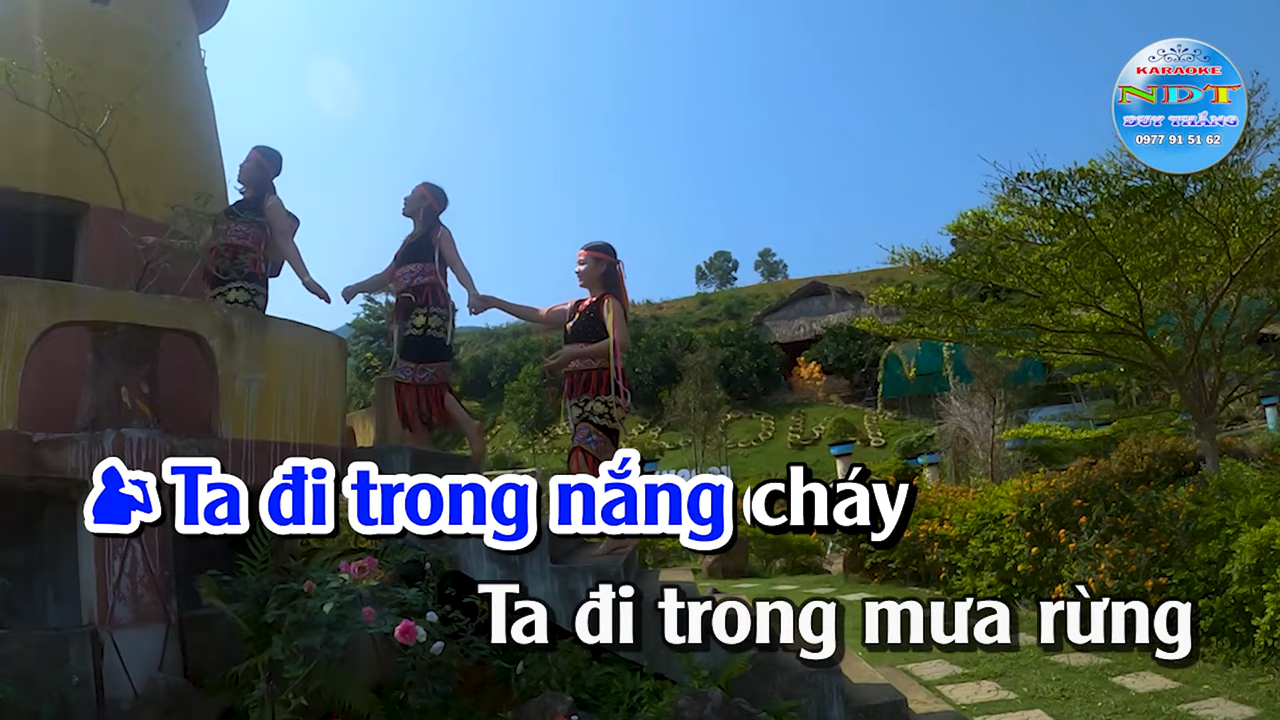 KARAOKE
NDT
DUY THẮNG
0977 91 51 62
Ta đi trong nắng cháy
Ta đi trong mưa rừng